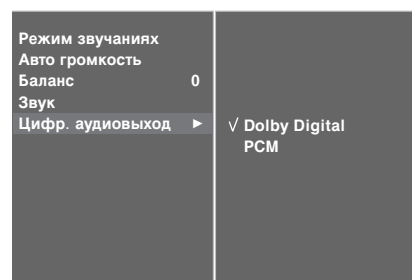 Режим звучаниях
Авто громкость
Баланс 0
Звук
Цифр. аудиовыход ►
√ Dolby Digital
PCM